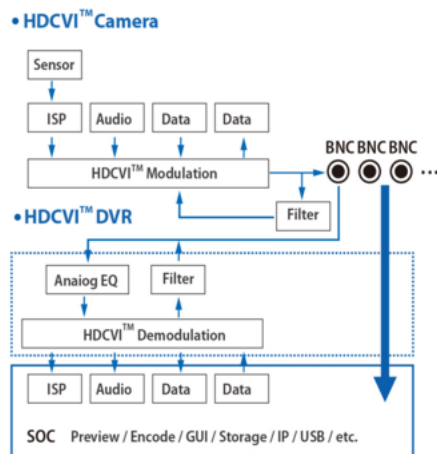 • HDCVI™ Camera
Sensor
ISP Audio Data Data
BNC BNC BNC
HDCVI™ Modulation
...
Filter
• HDCVI™ DVR
Anaiog EQ Filter
HDCVI™ Demodulation
ISP Audio Data Data
SOC Preview / Encode / GUI / Storage / IP / USB / etc.